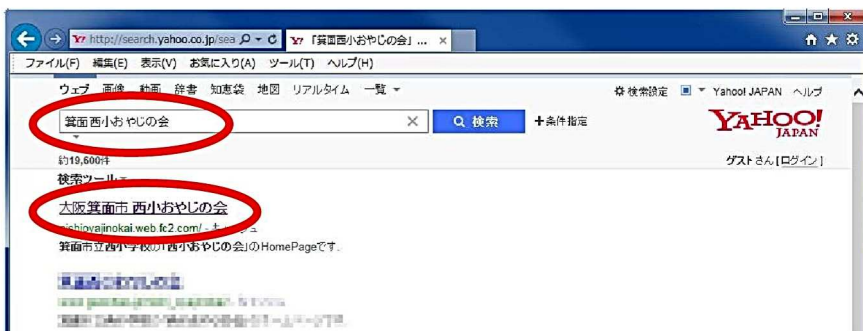 http://search.yahoo.co.jp/sea
「箕面西小おやじの会」...
ファイル(F) 編集(E) 表示(V) お気に入り(A) ツール(T) ヘルプ(H)
ウェブ 画像 動画 辞書 知恵袋 地図 リアルタイム 一覧
検索設定 Yahoo! JAPAN ヘルプ
箕面西小おやじの会
検索
+条件指定
YAHOO! JAPAN
約19,600件
ゲストさん [ログイン]
検索ツール
大阪箕面市 西小おやじの会
nishioyajinokai.web.fc2.com/ - キャッシュ
箕面市立西小学校の「西小おやじの会」のHomePageです.